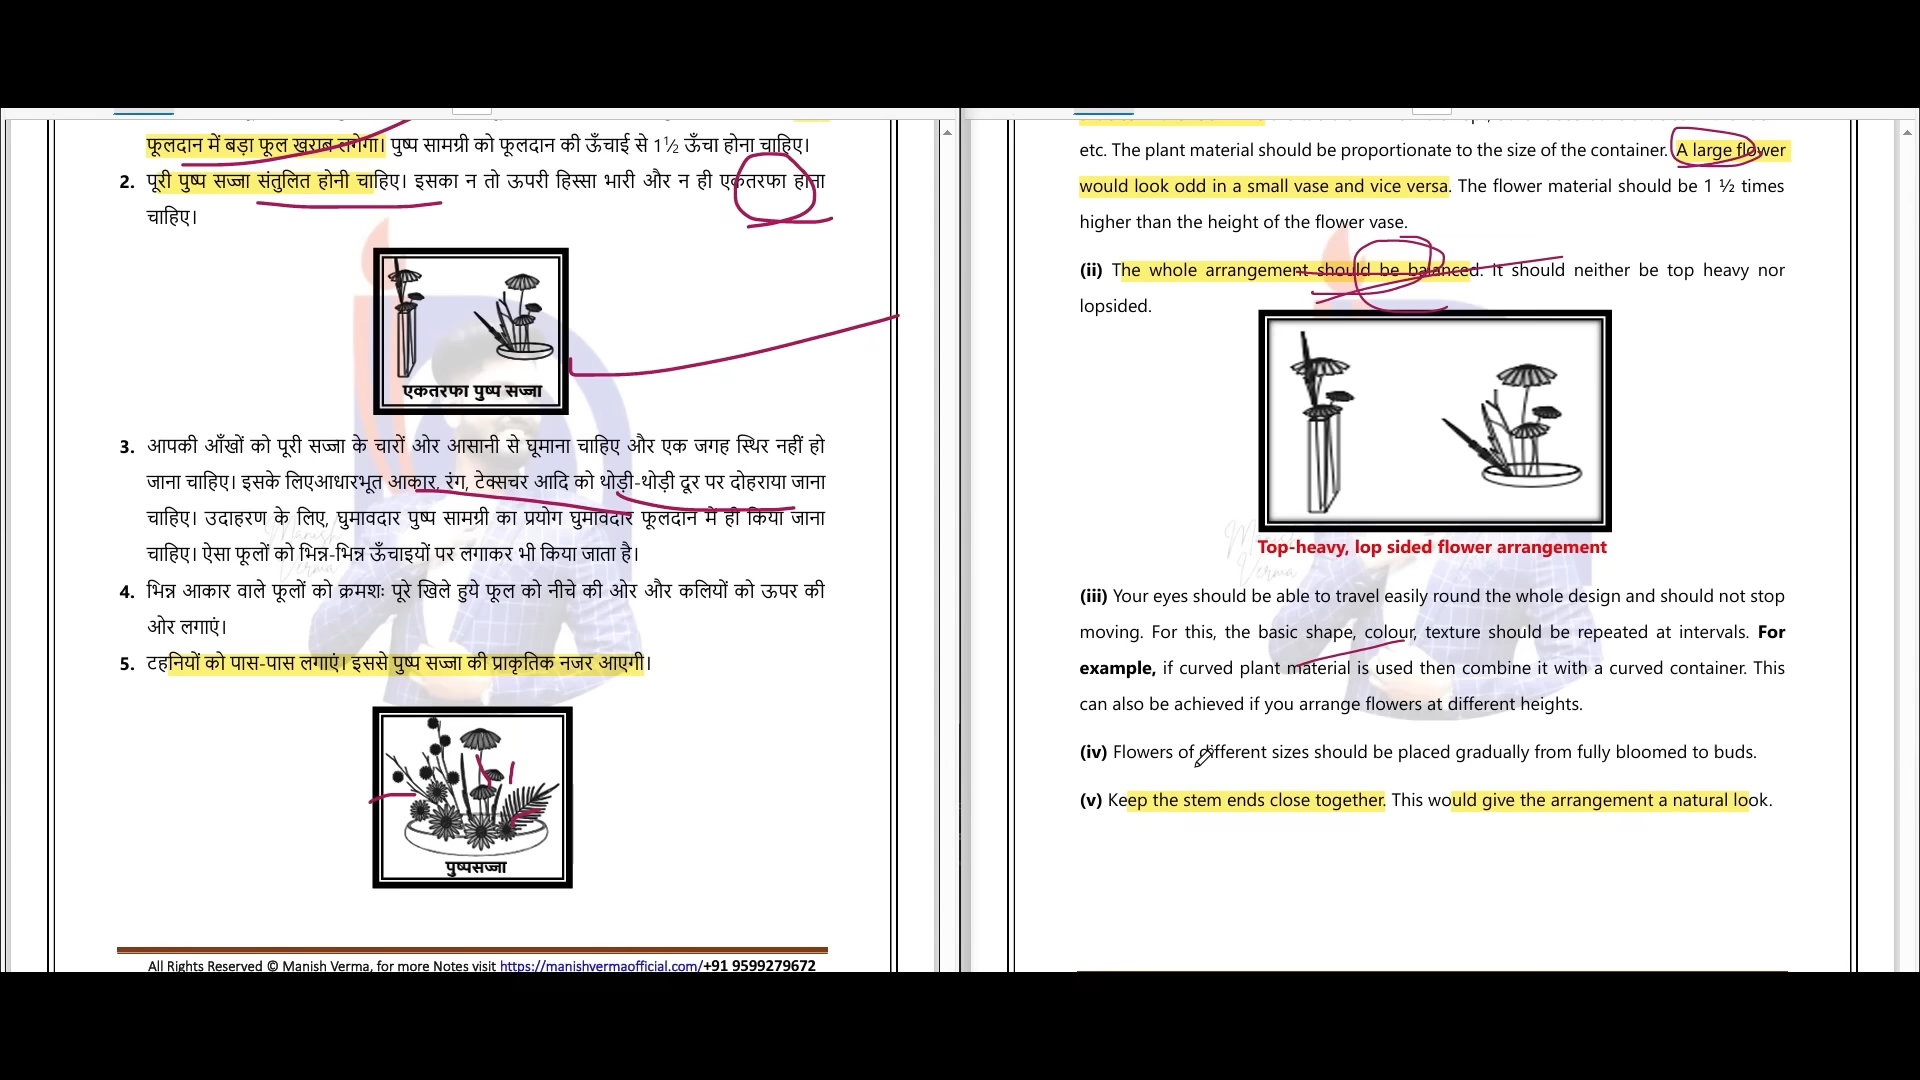 फूलदान में बड़ा फूल खराब लगेगा। पुष्प सामग्री को फूलदान की ऊँचाई से 1½ ऊँचा होना चाहिए।
2. पूरी पुष्प सज्जा संतुलित होनी चाहिए। इसका न तो ऊपरी हिस्सा भारी और न ही एकतरफा होना
चाहिए।
एकतरफा पुष्प सज्जा
3. आपकी आँखों को पूरी सज्जा के चारों ओर आसानी से घूमाना चाहिए और एक जगह स्थिर नहीं हो
जाना चाहिए। इसके लिएआधारभूत आकार, रंग, टेक्सचर आदि को थोड़ी-थोड़ी दूर पर दोहराया जाना
चाहिए। उदाहरण के लिए, घुमावदार पुष्प सामग्री का प्रयोग घुमावदार फूलदान में ही किया जाना
चाहिए। ऐसा फूलों को भिन्न-भिन्न ऊँचाइयों पर लगाकर भी किया जाता है।
4. भिन्न आकार वाले फूलों को क्रमशः पूरे खिले हुये फूल को नीचे की ओर और कलियों को ऊपर की
ओर लगाएं।
5. टहनियों को पास-पास लगाएं। इससे पुष्प सज्जा की प्राकृतिक नजर आएगी।
पुष्पसज्जा
All Rights Reserved © Manish Verma, for more Notes visit https://manishvermaofficial.com/+91 9599279672
etc. The plant material should be proportionate to the size of the container. A large flower
would look odd in a small vase and vice versa. The flower material should be 1 ½ times
higher than the height of the flower vase.
(ii) The whole arrangement should be balanced. It should neither be top heavy nor
lopsided.
Top-heavy, lop sided flower arrangement
(iii) Your eyes should be able to travel easily round the whole design and should not stop
moving. For this, the basic shape, colour, texture should be repeated at intervals. For
example, if curved plant material is used then combine it with a curved container. This
can also be achieved if you arrange flowers at different heights.
(iv) Flowers of different sizes should be placed gradually from fully bloomed to buds.
(v) Keep the stem ends close together. This would give the arrangement a natural look.
Manish
Verma